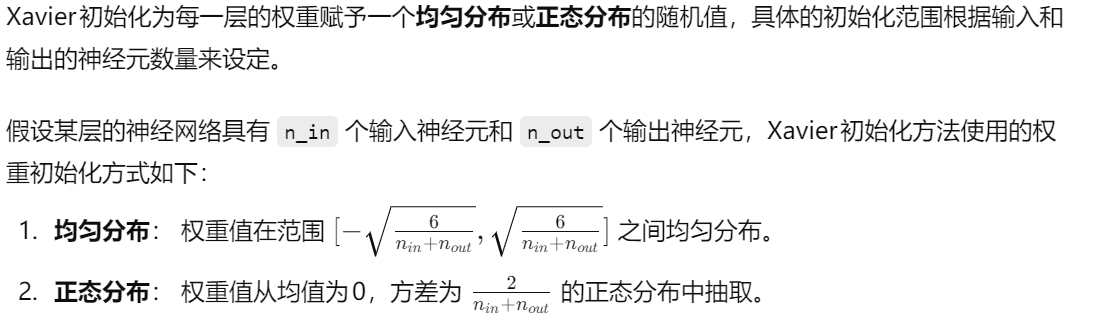 Xavier初始化为每一层的权重赋予一个均匀分布或正态分布的随机值，具体的初始化范围根据输入和
输出的神经元数量来设定。
假设某层的神经网络具有 n_in 个输入神经元和 n_out 个输出神经元，Xavier初始化方法使用的权
重初始化方式如下：
1. 均匀分布： 权重值在范围 $[-\sqrt{\frac{6}{n_{in}+n_{out}}}, \sqrt{\frac{6}{n_{in}+n_{out}}}]$ 之间均匀分布。
2. 正态分布： 权重值从均值为0，方差为 $\frac{2}{n_{in}+n_{out}}$ 的正态分布中抽取。